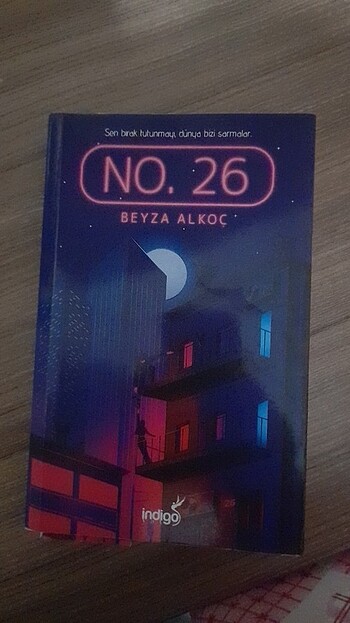 Sen bırak tutunmayı, dünya bizi sarmalar.
NO. 26
BEYZA ALKOÇ
indigo